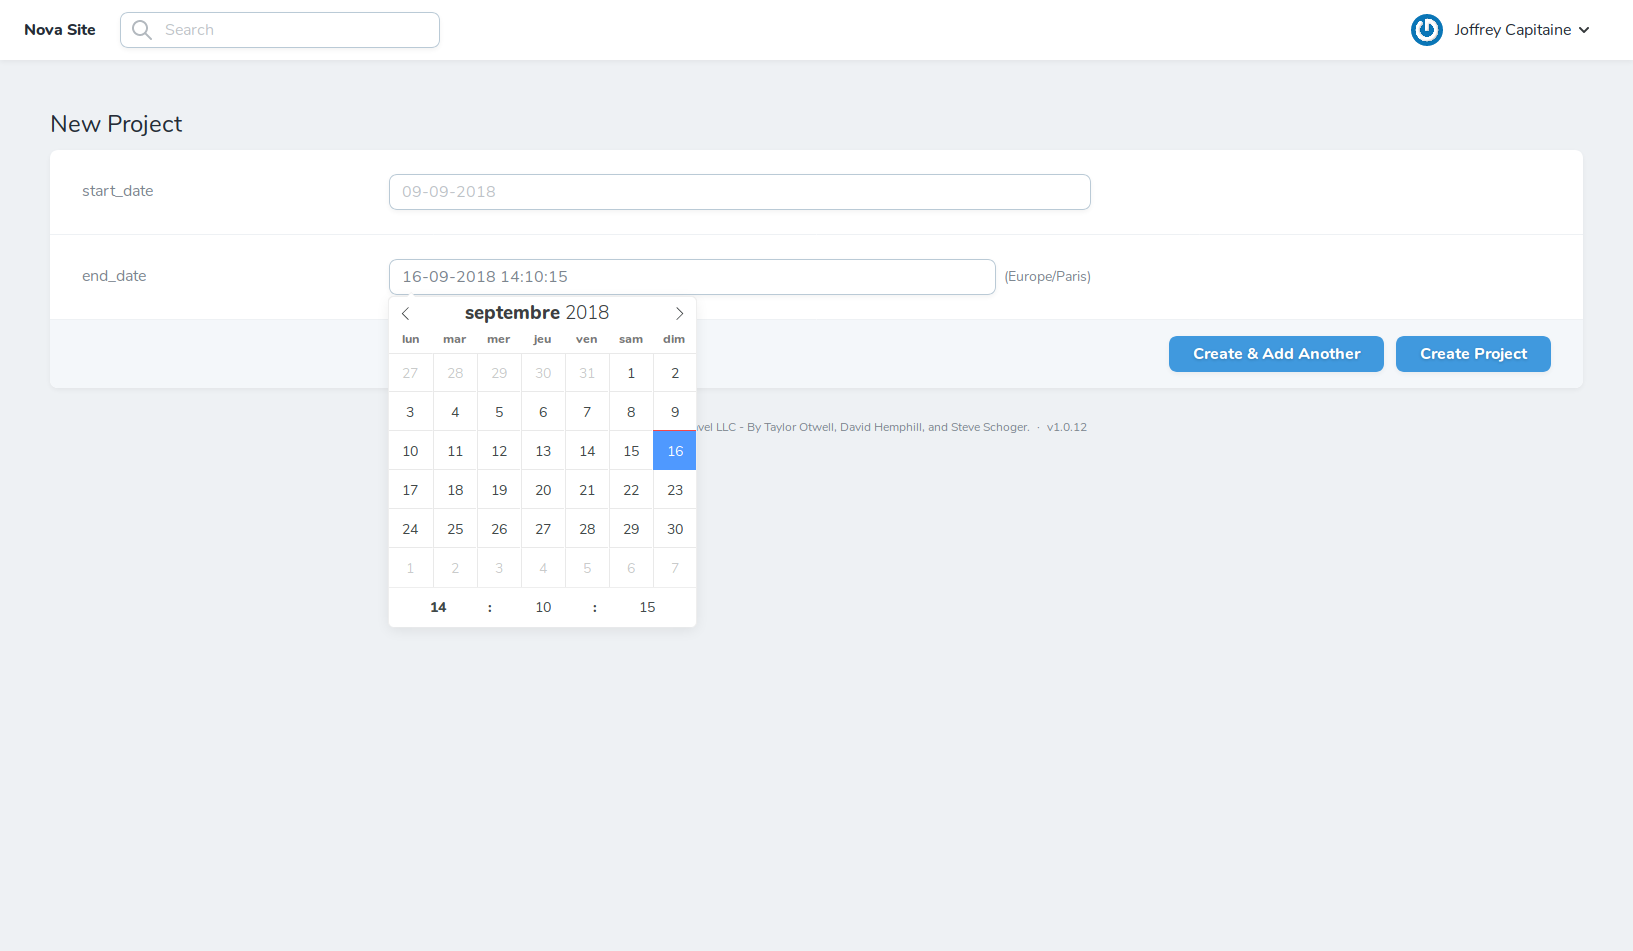 Nova Site
Search
Joffrey Capitaine
New Project
start_date
09-09-2018
end_date
16-09-2018 14:10:15
(Europe/Paris)
septembre 2018
lun mar mer jeu ven sam dim
27 28 29 30 31 1 2
3 4 5 6 7 8 9
10 11 12 13 14 15 16
17 18 19 20 21 22 23
24 25 26 27 28 29 30
1 2 3 4 5 6 7
14 : 10 : 15
Create & Add Another
Create Project
LLC - By Taylor Otwell, David Hemphill, and Steve Schoger. · v1.0.12